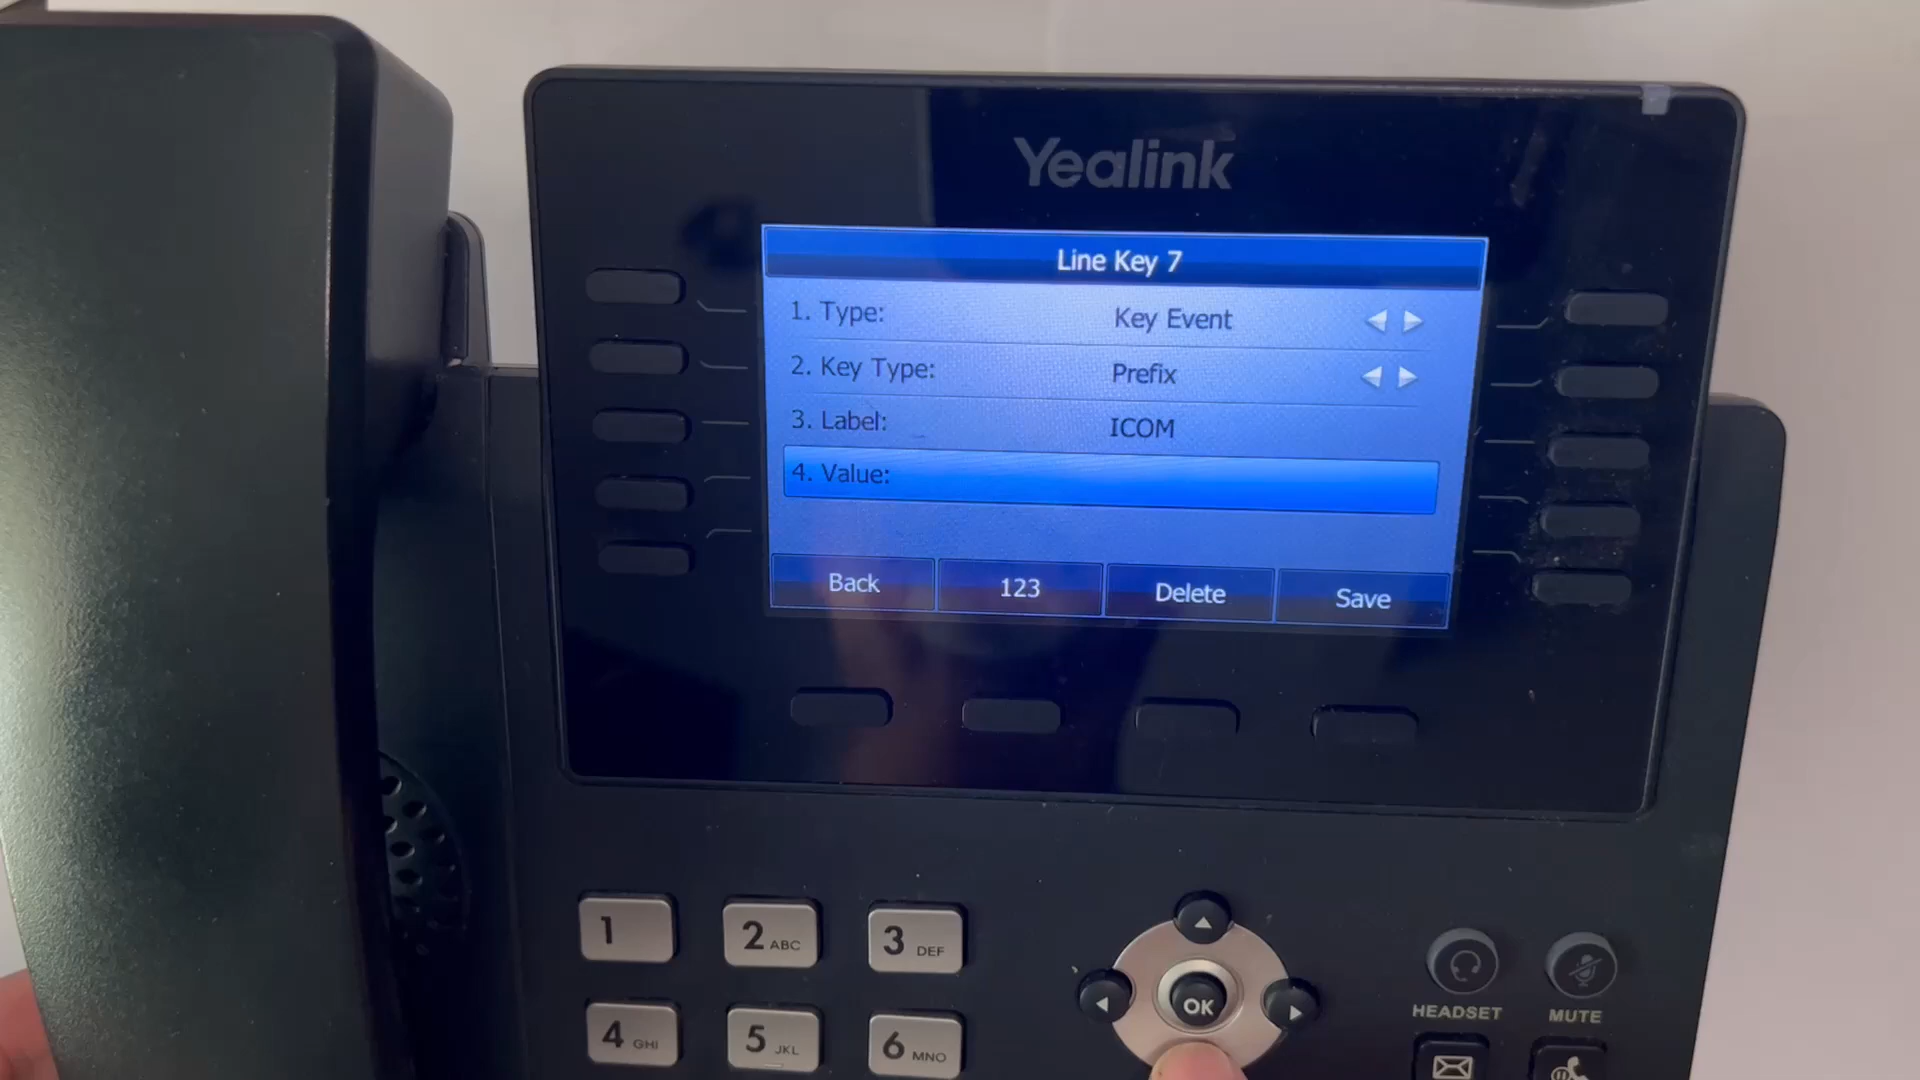 Yealink
Line Key 7
1. Type: Key Event
2. Key Type: Prefix
3. Label: ICOM
4. Value:
Back 123 Delete Save
1 2 ABC 3 DEF
OK
HEADSET MUTE
4 GHI 5 JKL 6 MNO